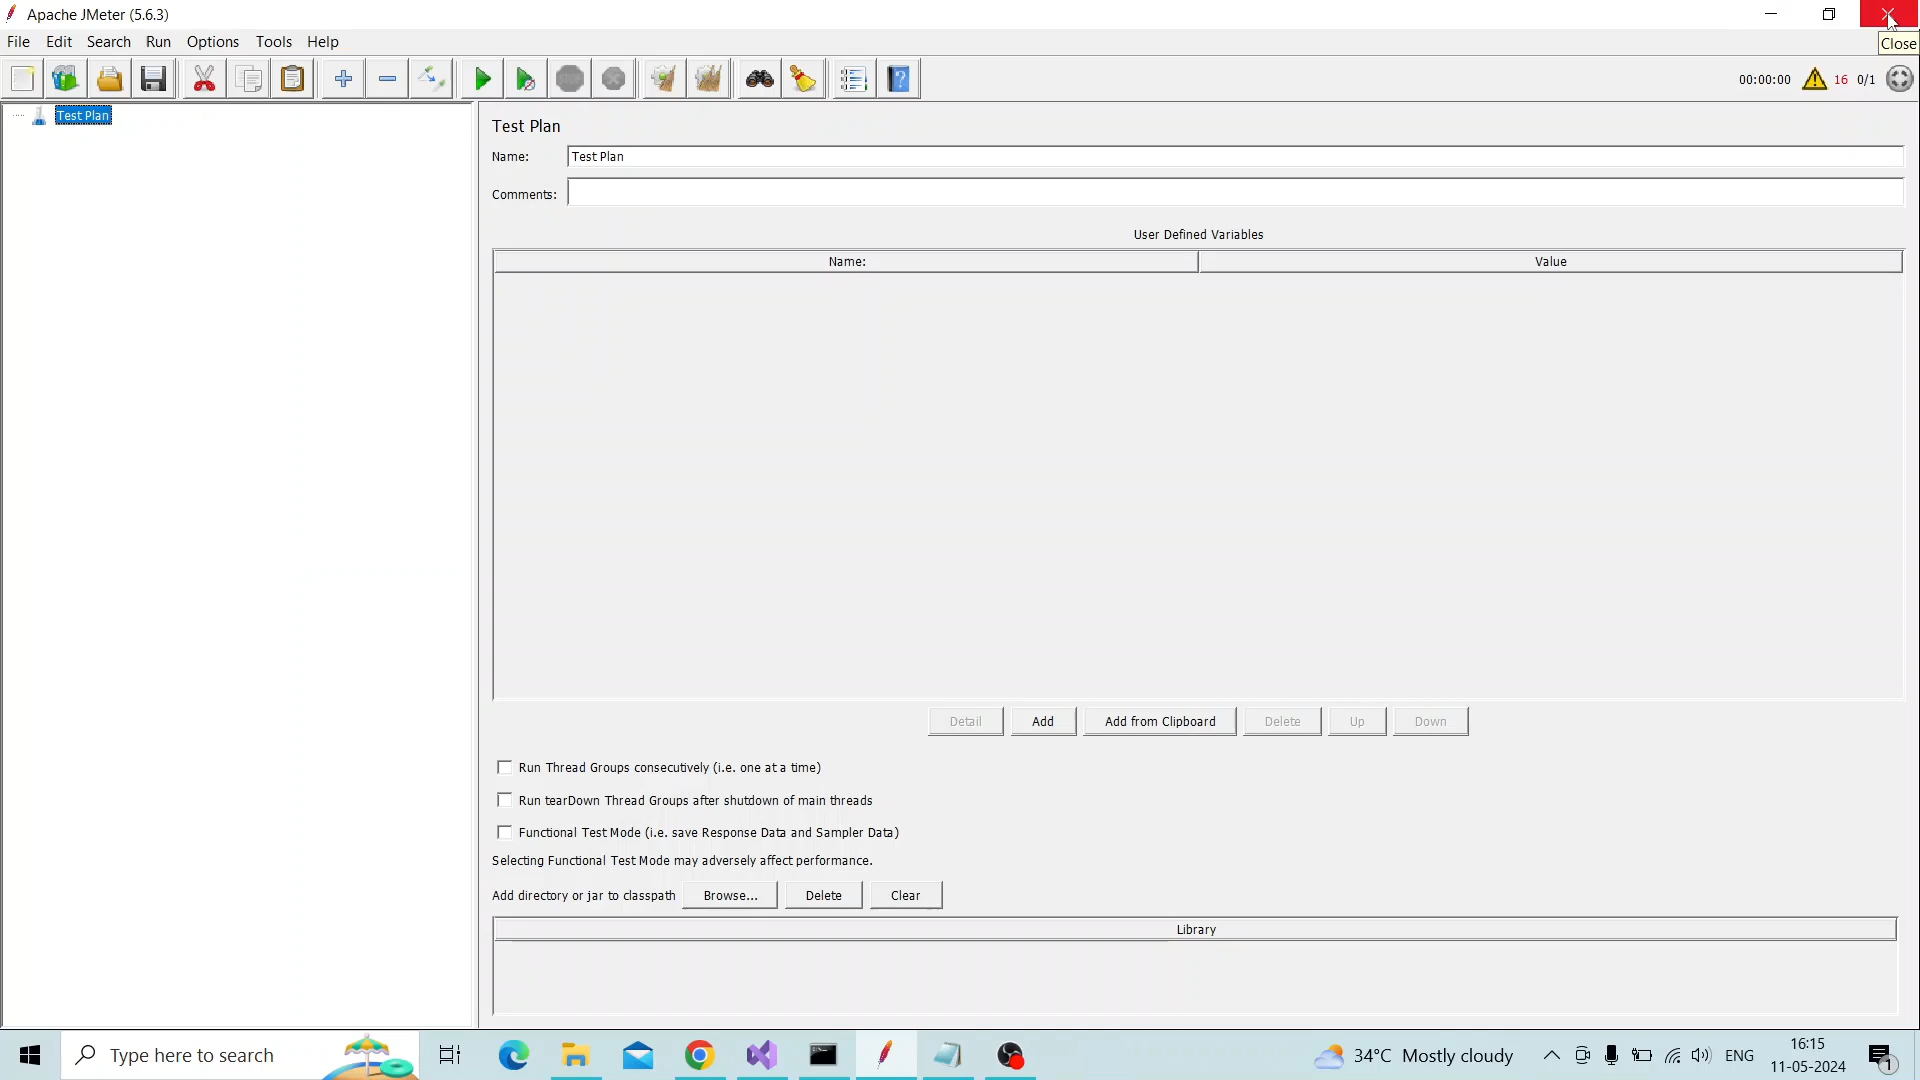 Apache JMeter (5.6.3)
Close
File Edit Search Run Options Tools Help
00:00:00 16 0/1
Test Plan
Test Plan
Name: Test Plan
Comments:
User Defined Variables
Name: Value
Detail Add Add from Clipboard Delete Up Down
Run Thread Groups consecutively (i.e. one at a time)
Run tearDown Thread Groups after shutdown of main threads
Functional Test Mode (i.e. save Response Data and Sampler Data)
Selecting Functional Test Mode may adversely affect performance.
Add directory or jar to classpath Browse... Delete Clear
Library
Type here to search
34°C Mostly cloudy
ENG
16:15
11-05-2024
1